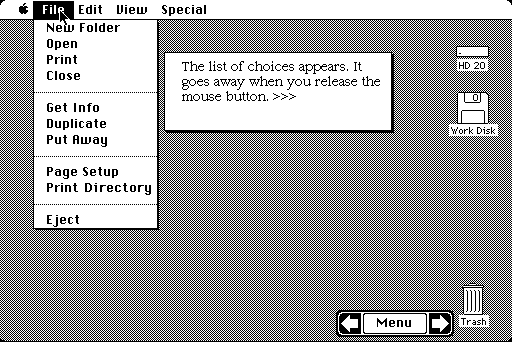 File Edit View Special
New Folder
Open
Print
Close
Get Info
Duplicate
Put Away
Page Setup
Print Directory
Eject
The list of choices appears. It
goes away when you release the
mouse button. >>>
HD 20
Work Disk
Trash
Menu